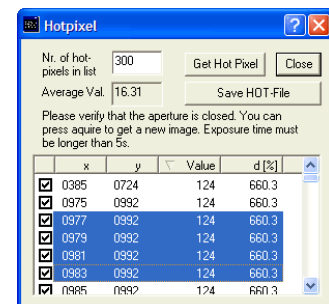 Hotpixel
Nr. of hot-
pixels in list
300
Get Hot Pixel
Close
Average Val.
16.31
Save HOT-File
Please verify that the aperture is closed. You can
press aquire to get a new image. Exposure time must
be longer than 5s.
x y Value d [%]
0385 0724 124 660.3
0975 0992 124 660.3
0977 0992 124 660.3
0979 0992 124 660.3
0981 0992 124 660.3
0983 0992 124 660.3
0985 0992 124 660.3